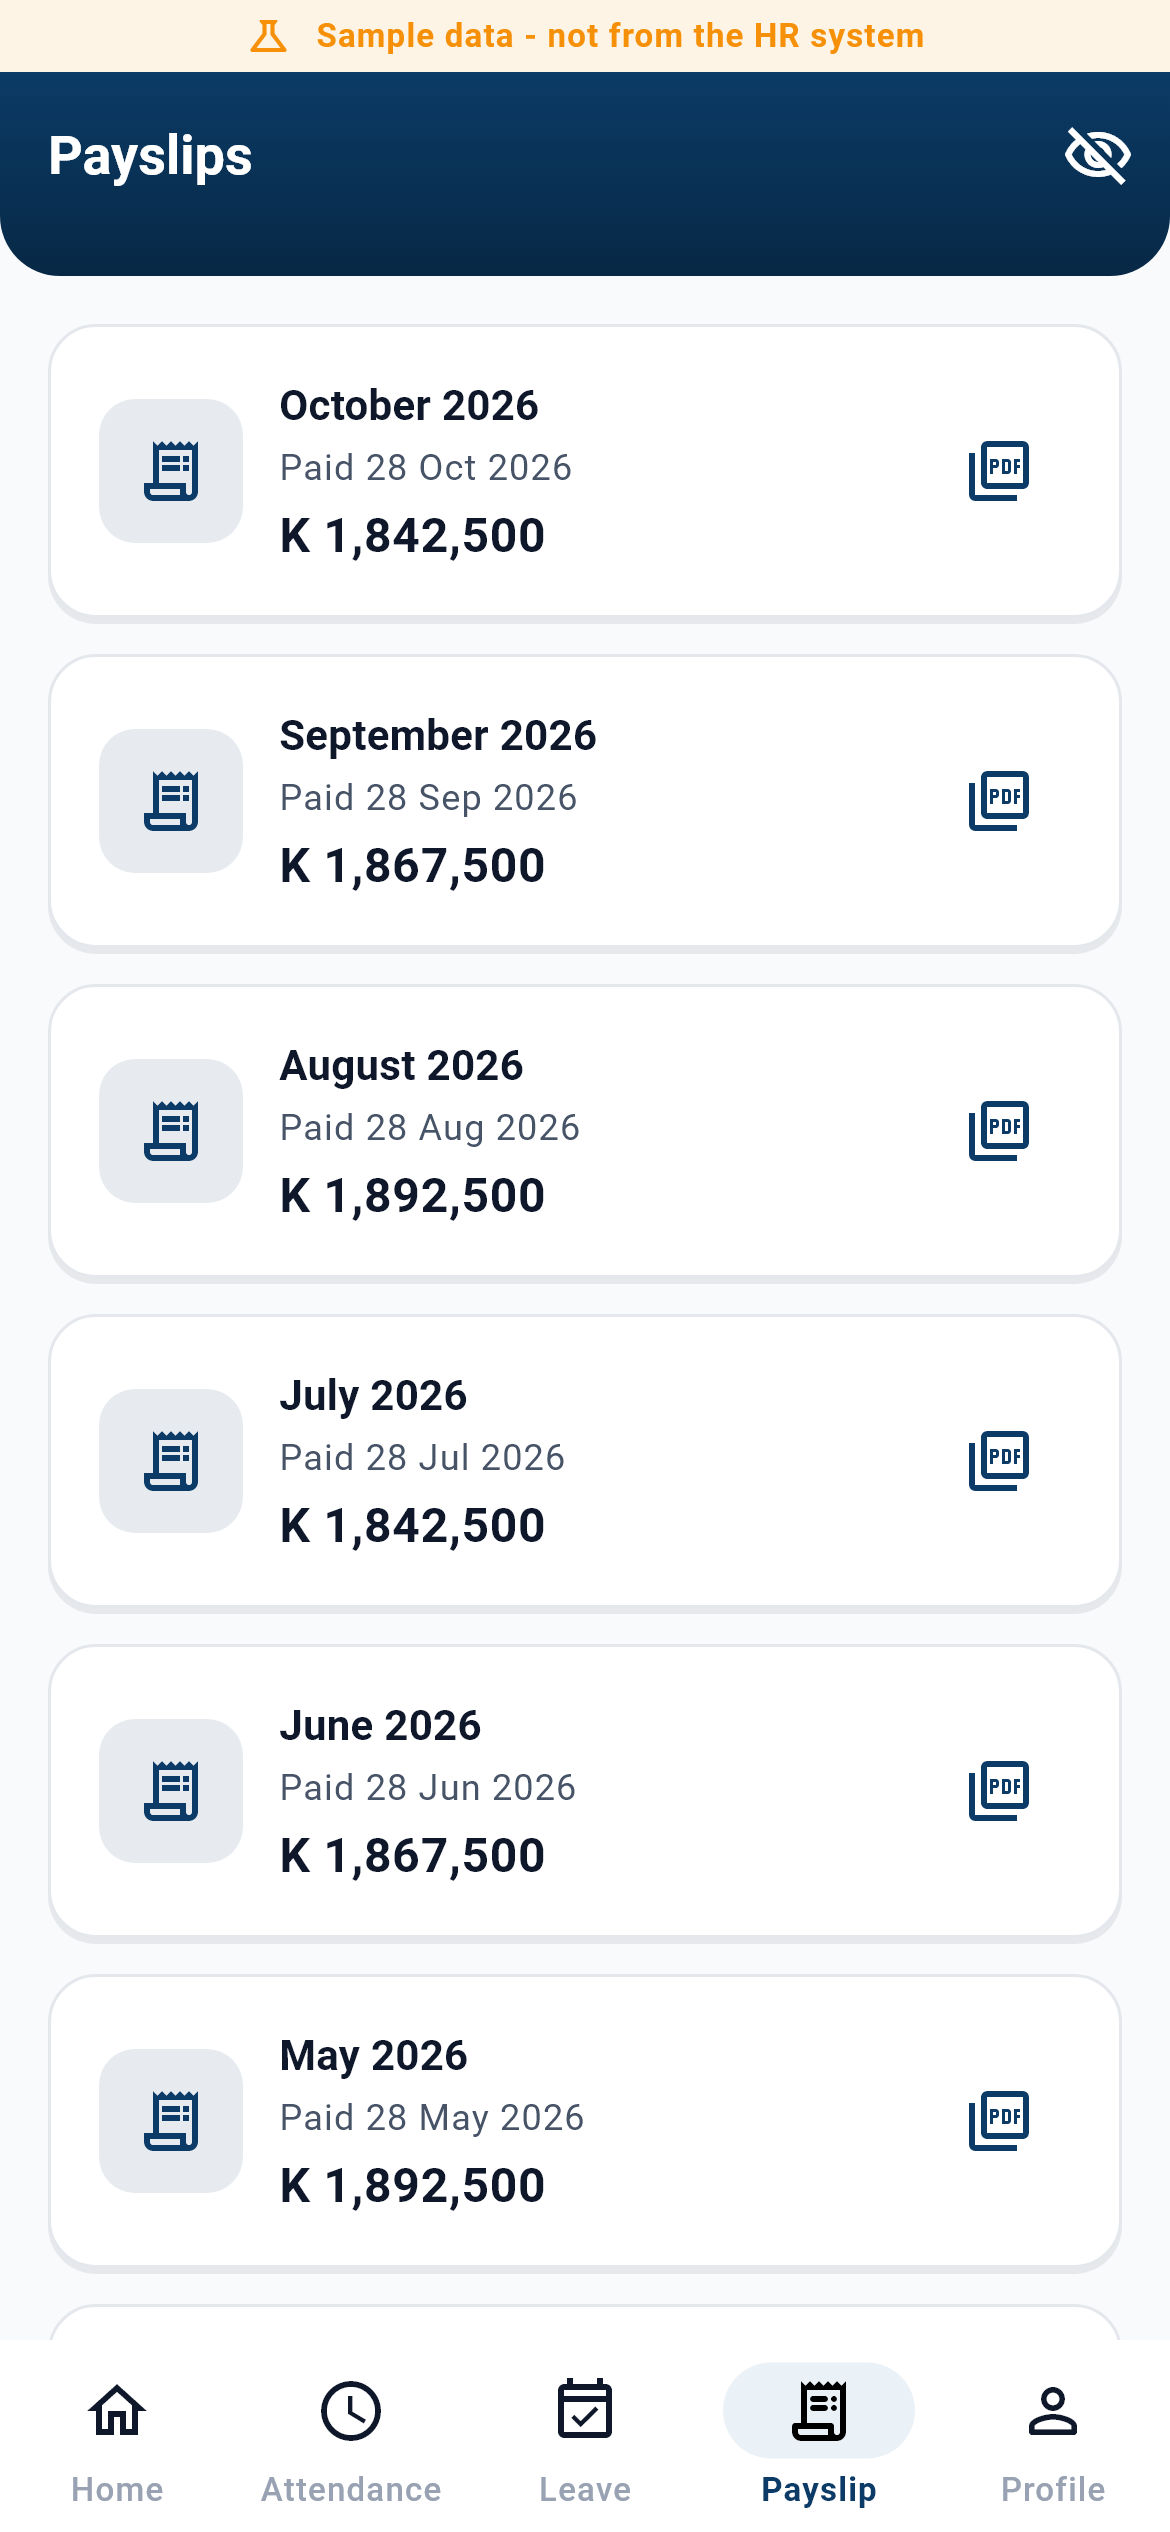 Sample data - not from the HR system
Payslips
October 2026
Paid 28 Oct 2026
K 1,842,500
PDF
September 2026
Paid 28 Sep 2026
K 1,867,500
PDF
August 2026
Paid 28 Aug 2026
K 1,892,500
PDF
July 2026
Paid 28 Jul 2026
K 1,842,500
PDF
June 2026
Paid 28 Jun 2026
K 1,867,500
PDF
May 2026
Paid 28 May 2026
K 1,892,500
PDF
Home
Attendance
Leave
Payslip
Profile